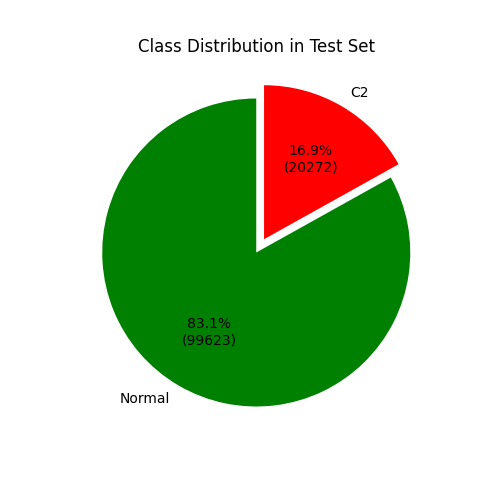 Class Distribution in Test Set
C2
16.9%
(20272)
83.1%
(99623)
Normal